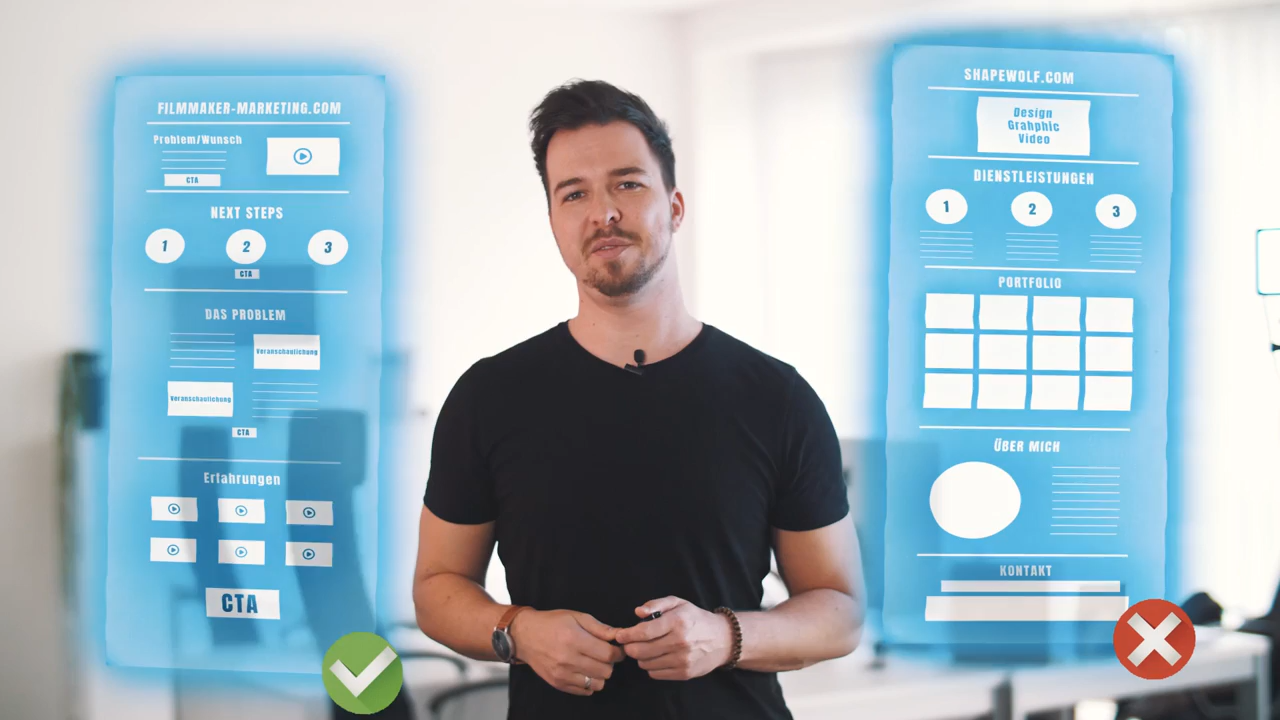 FILMMAKER-MARKETING.COM
Problem/Wunsch
CTA
NEXT STEPS
1 2 3
CTA
DAS PROBLEM
Veranschaulichung
Veranschaulichung
CTA
Erfahrungen
CTA
SHAPEWOLF.COM
Design
Grahphic
Video
DIENSTLEISTUNGEN
1 2 3
PORTFOLIO
ÜBER MICH
KONTAKT